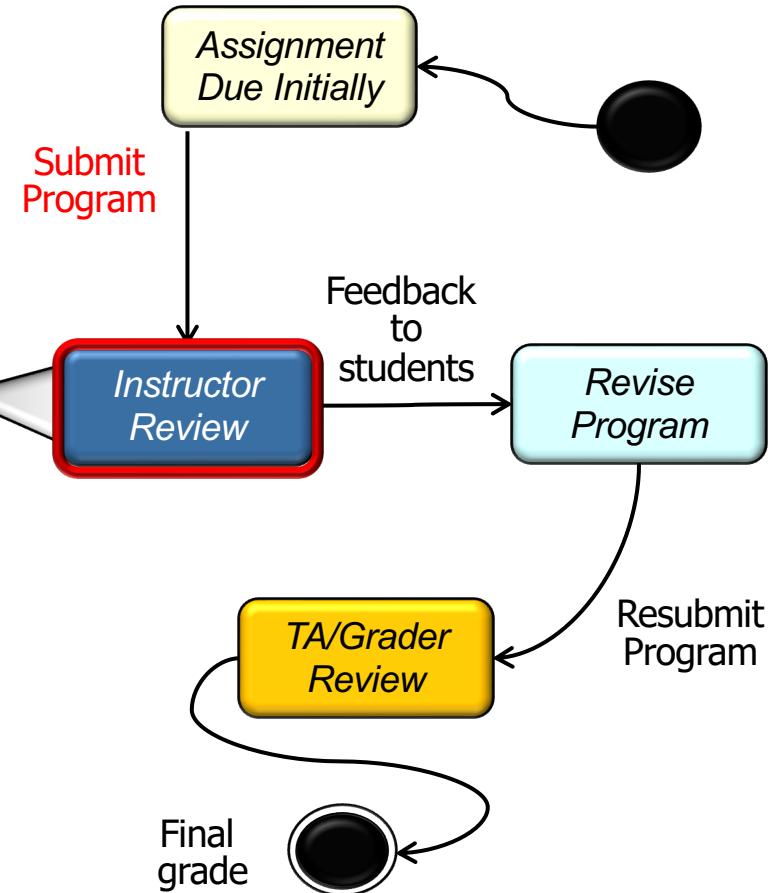 Assignment
Due Initially
Submit
Program
Feedback
to
students
Instructor
Review
Revise
Program
Resubmit
Program
TA/Grader
Review
Final
grade